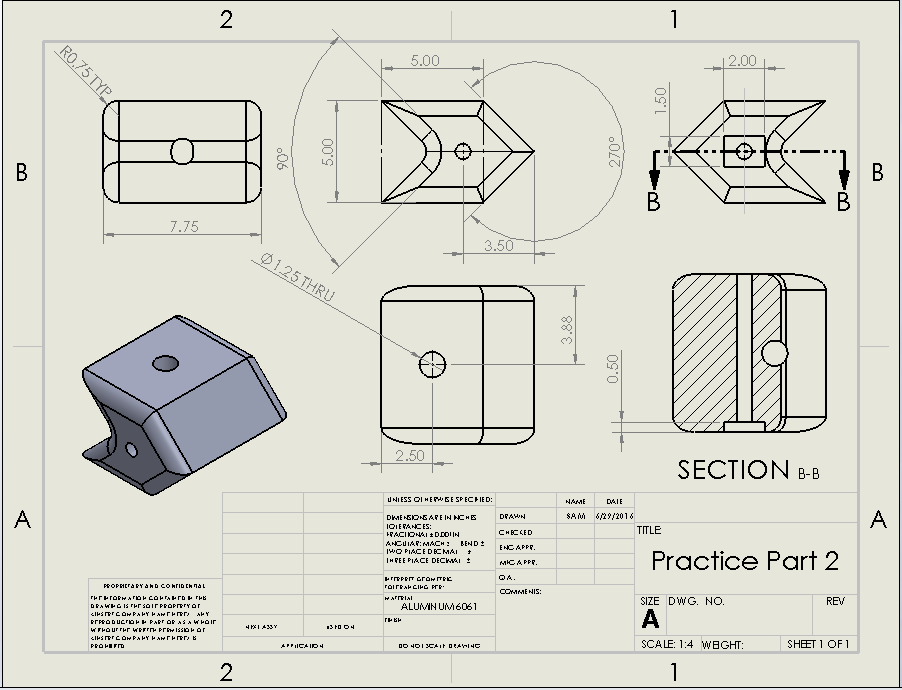 2 1
R0.75 TYP
5.00
2.00
1.50
5.00
90°
270°
B B
B B
7.75
3.50
Ø1.25 THRU
3.88
0.50
2.50
SECTION B-B
A A
UNLESS OTHERWISE SPECIFIED:
DIMENSIONS ARE IN INCHES
TOLERANCES:
FRACTIONAL±
ANGULAR: MACH± BEND ±
TWO PLACE DECIMAL ±
THREE PLACE DECIMAL ±
INTERPRET GEOMETRIC
TOLERANCING PER:
MATERIAL
ALUMINUM 6061
FINISH
DO NOT SCALE DRAWING
NAME DATE
DRAWN SAM 6/29/2016
CHECKED
ENG APPR.
MFG APPR.
Q.A.
COMMENTS:
TITLE:
Practice Part 2
SIZE DWG. NO. REV
A
SCALE: 1:4 WEIGHT: SHEET 1 OF 1
PROPRIETARY AND CONFIDENTIAL
THE INFORMATION CONTAINED IN THIS
DRAWING IS THE SOLE PROPERTY OF
<INSERT COMPANY NAME HERE>. ANY
REPRODUCTION IN PART OR AS A WHOLE
WITHOUT THE WRITTEN PERMISSION OF
<INSERT COMPANY NAME HERE> IS
PROHIBITED.
NEXT ASSY USED ON
APPLICATION
2 1